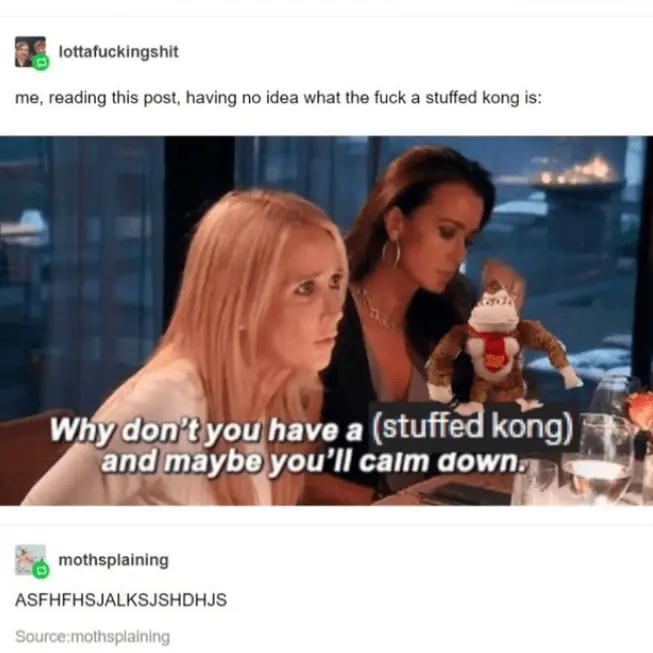 lottafuckingshit
me, reading this post, having no idea what the fuck a stuffed kong is:
Why don't you have a (stuffed kong)
and maybe you'll calm down.
mothsplaining
ASFHFHSJALKSJSHDHJS
Source:mothsplaining